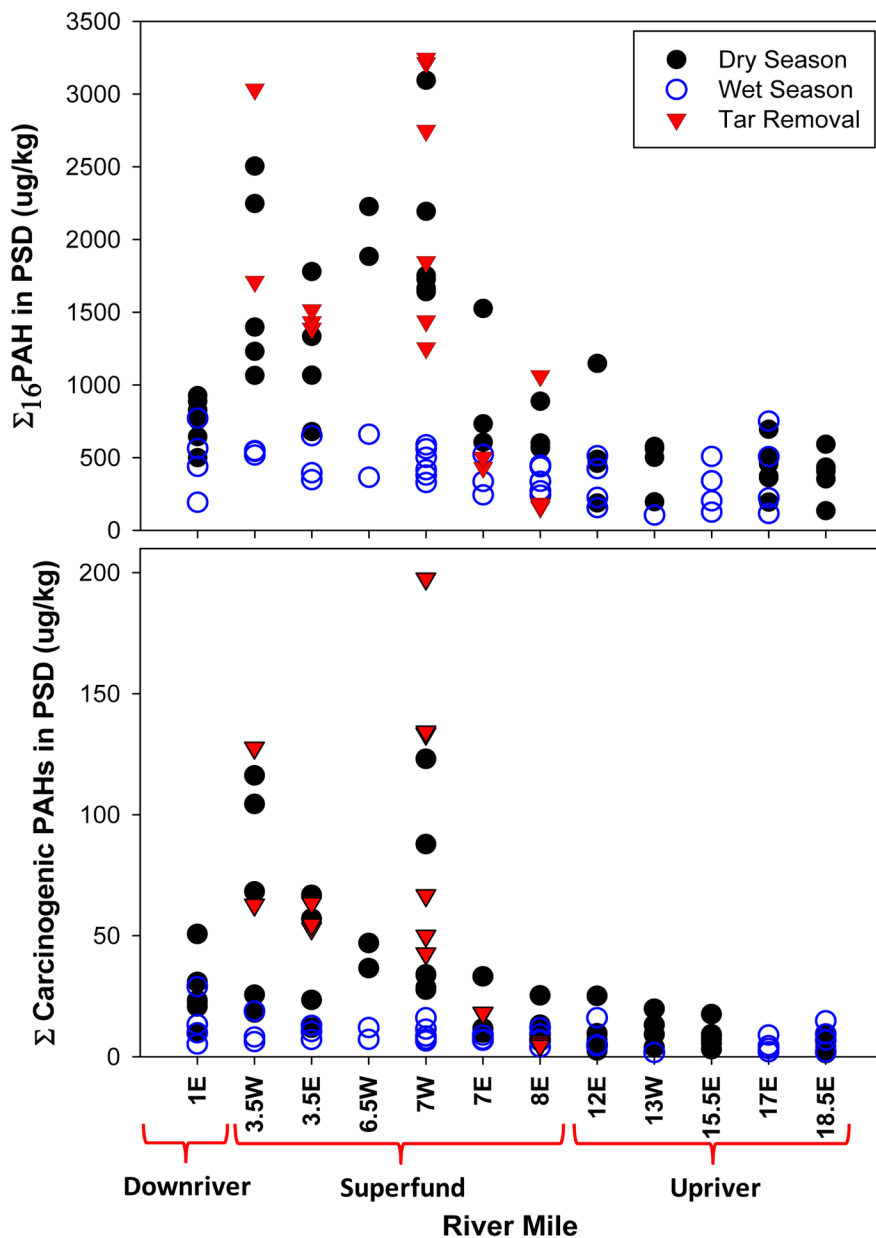 Σ16PAH in PSD (ug/kg)
3500
3000
2500
2000
1500
1000
500
0
Dry Season
Wet Season
Tar Removal
Σ Carcinogenic PAHs in PSD (ug/kg)
200
150
100
50
0
1E
3.5W
3.5E
6.5W
7W
7E
8E
12E
13W
15.5E
17E
18.5E
Downriver
Superfund
Upriver
River Mile